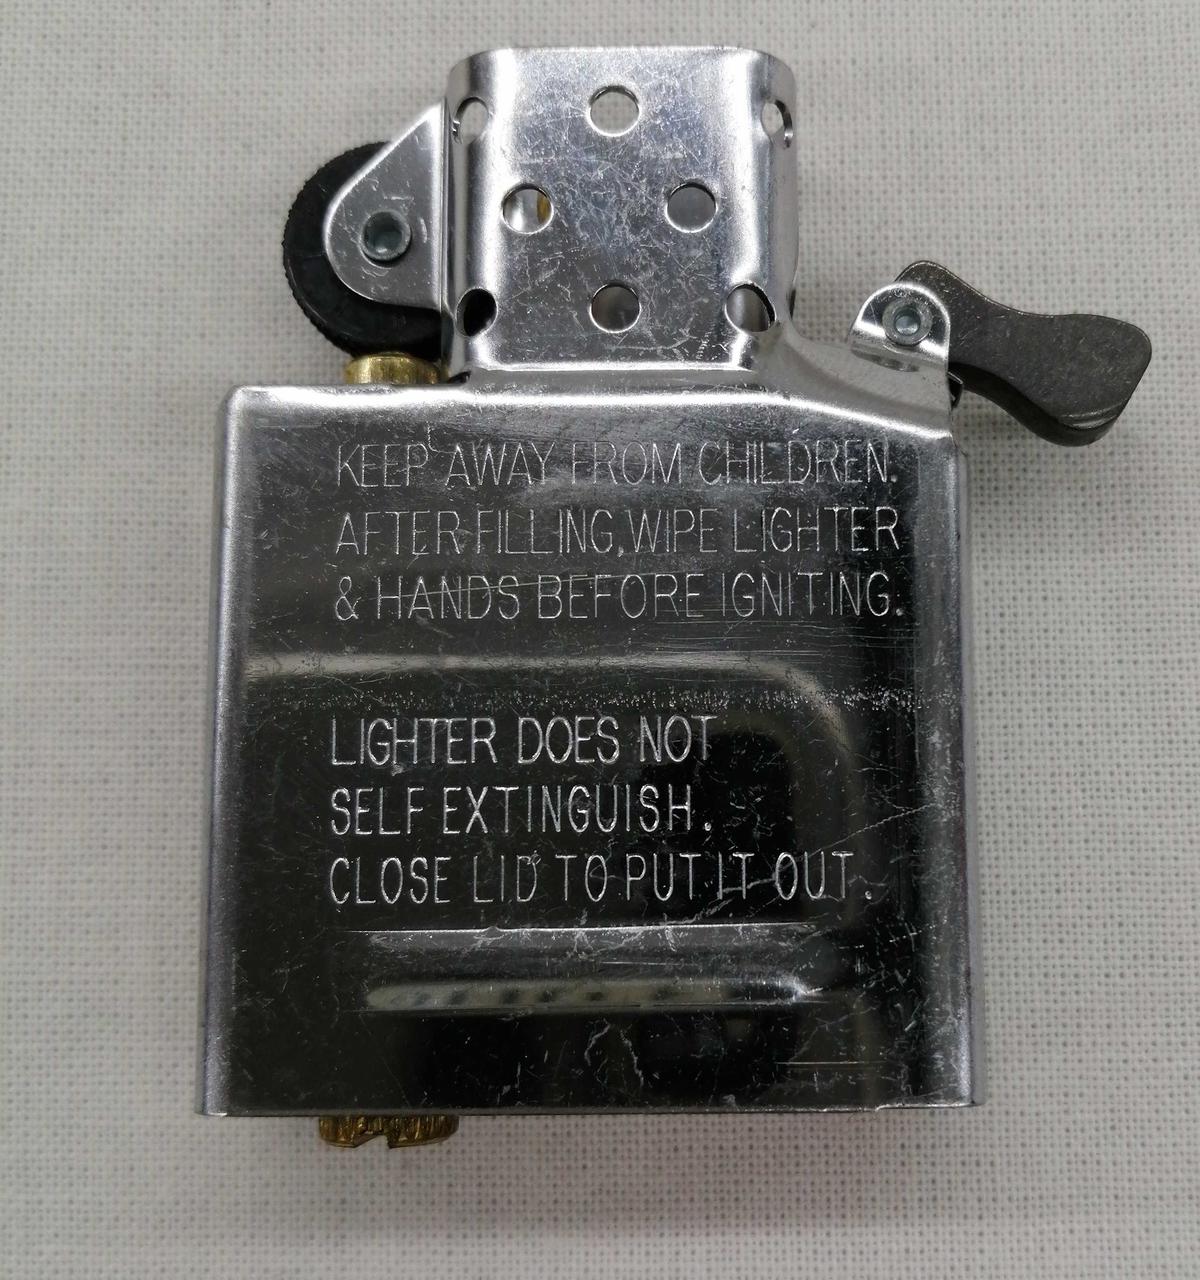 KEEP AWAY FROM CHILDREN.
AFTER FILLING, WIPE LIGHTER
& HANDS BEFORE IGNITING.
LIGHTER DOES NOT
SELF EXTINGUISH.
CLOSE LID TO PUT IT OUT.